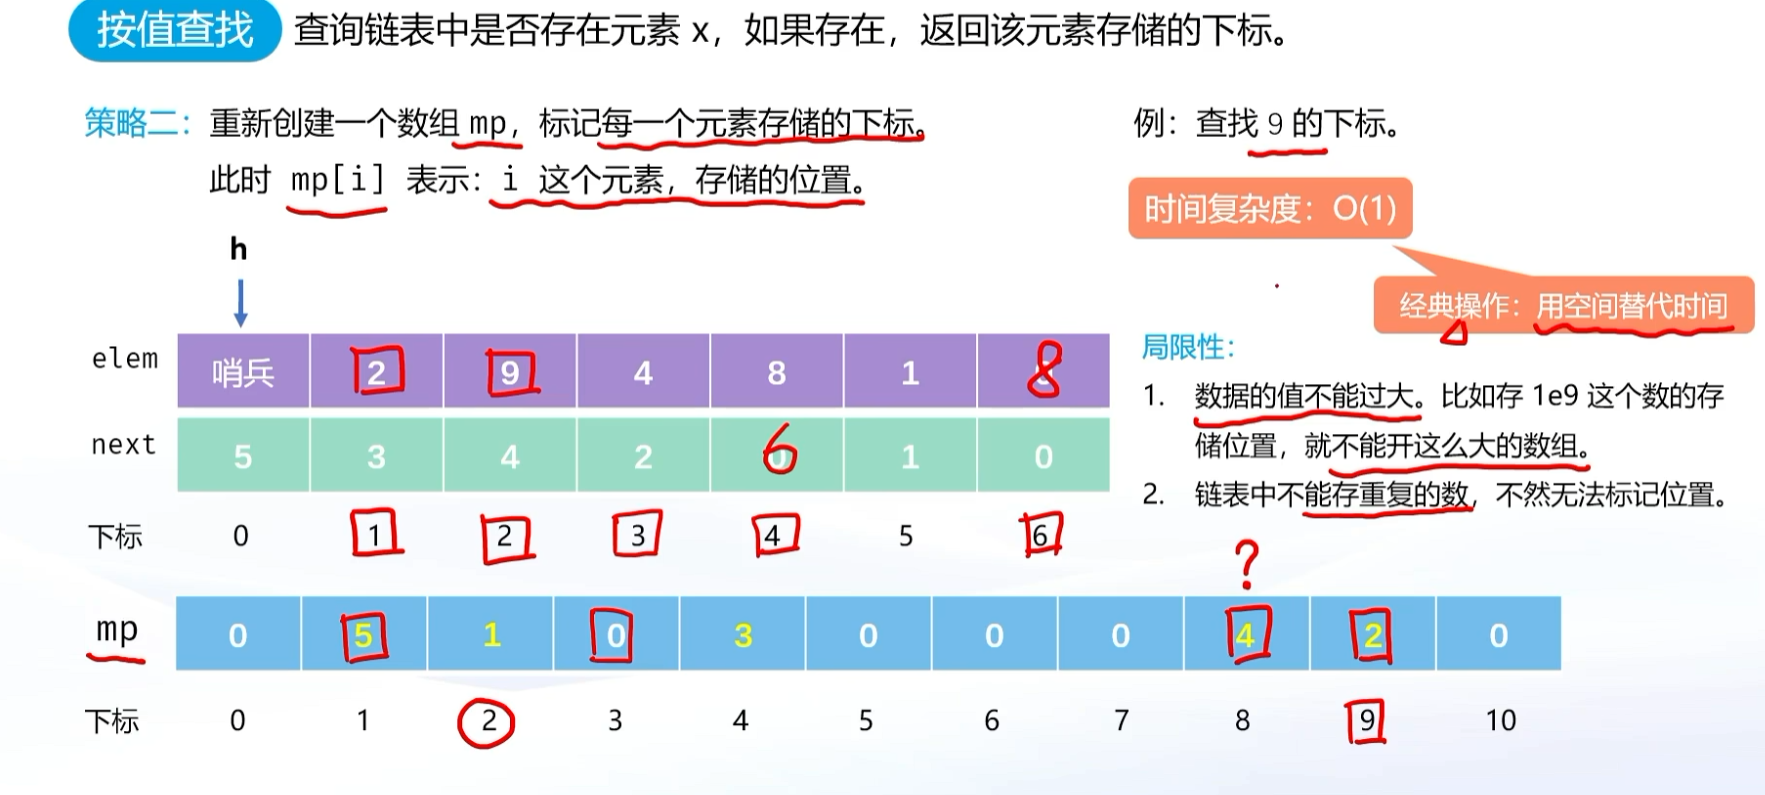 按值查找 查询链表中是否存在元素 x，如果存在，返回该元素存储的下标。
策略二：重新创建一个数组 mp，标记每一个元素存储的下标。
此时 mp[i] 表示：i 这个元素，存储的位置。
例：查找 9 的下标。
时间复杂度：O(1)
经典操作：用空间替代时间
局限性：
1. 数据的值不能过大。比如存 1e9 这个数的存
储位置，就不能开这么大的数组。
2. 链表中不能存重复的数，不然无法标记位置。
h
elem 哨兵 2 9 4 8 1 8
next 5 3 4 2 6 1 0
下标 0 1 2 3 4 5 6
?
mp 0 5 1 0 3 0 0 0 4 2 0
下标 0 1 2 3 4 5 6 7 8 9 10